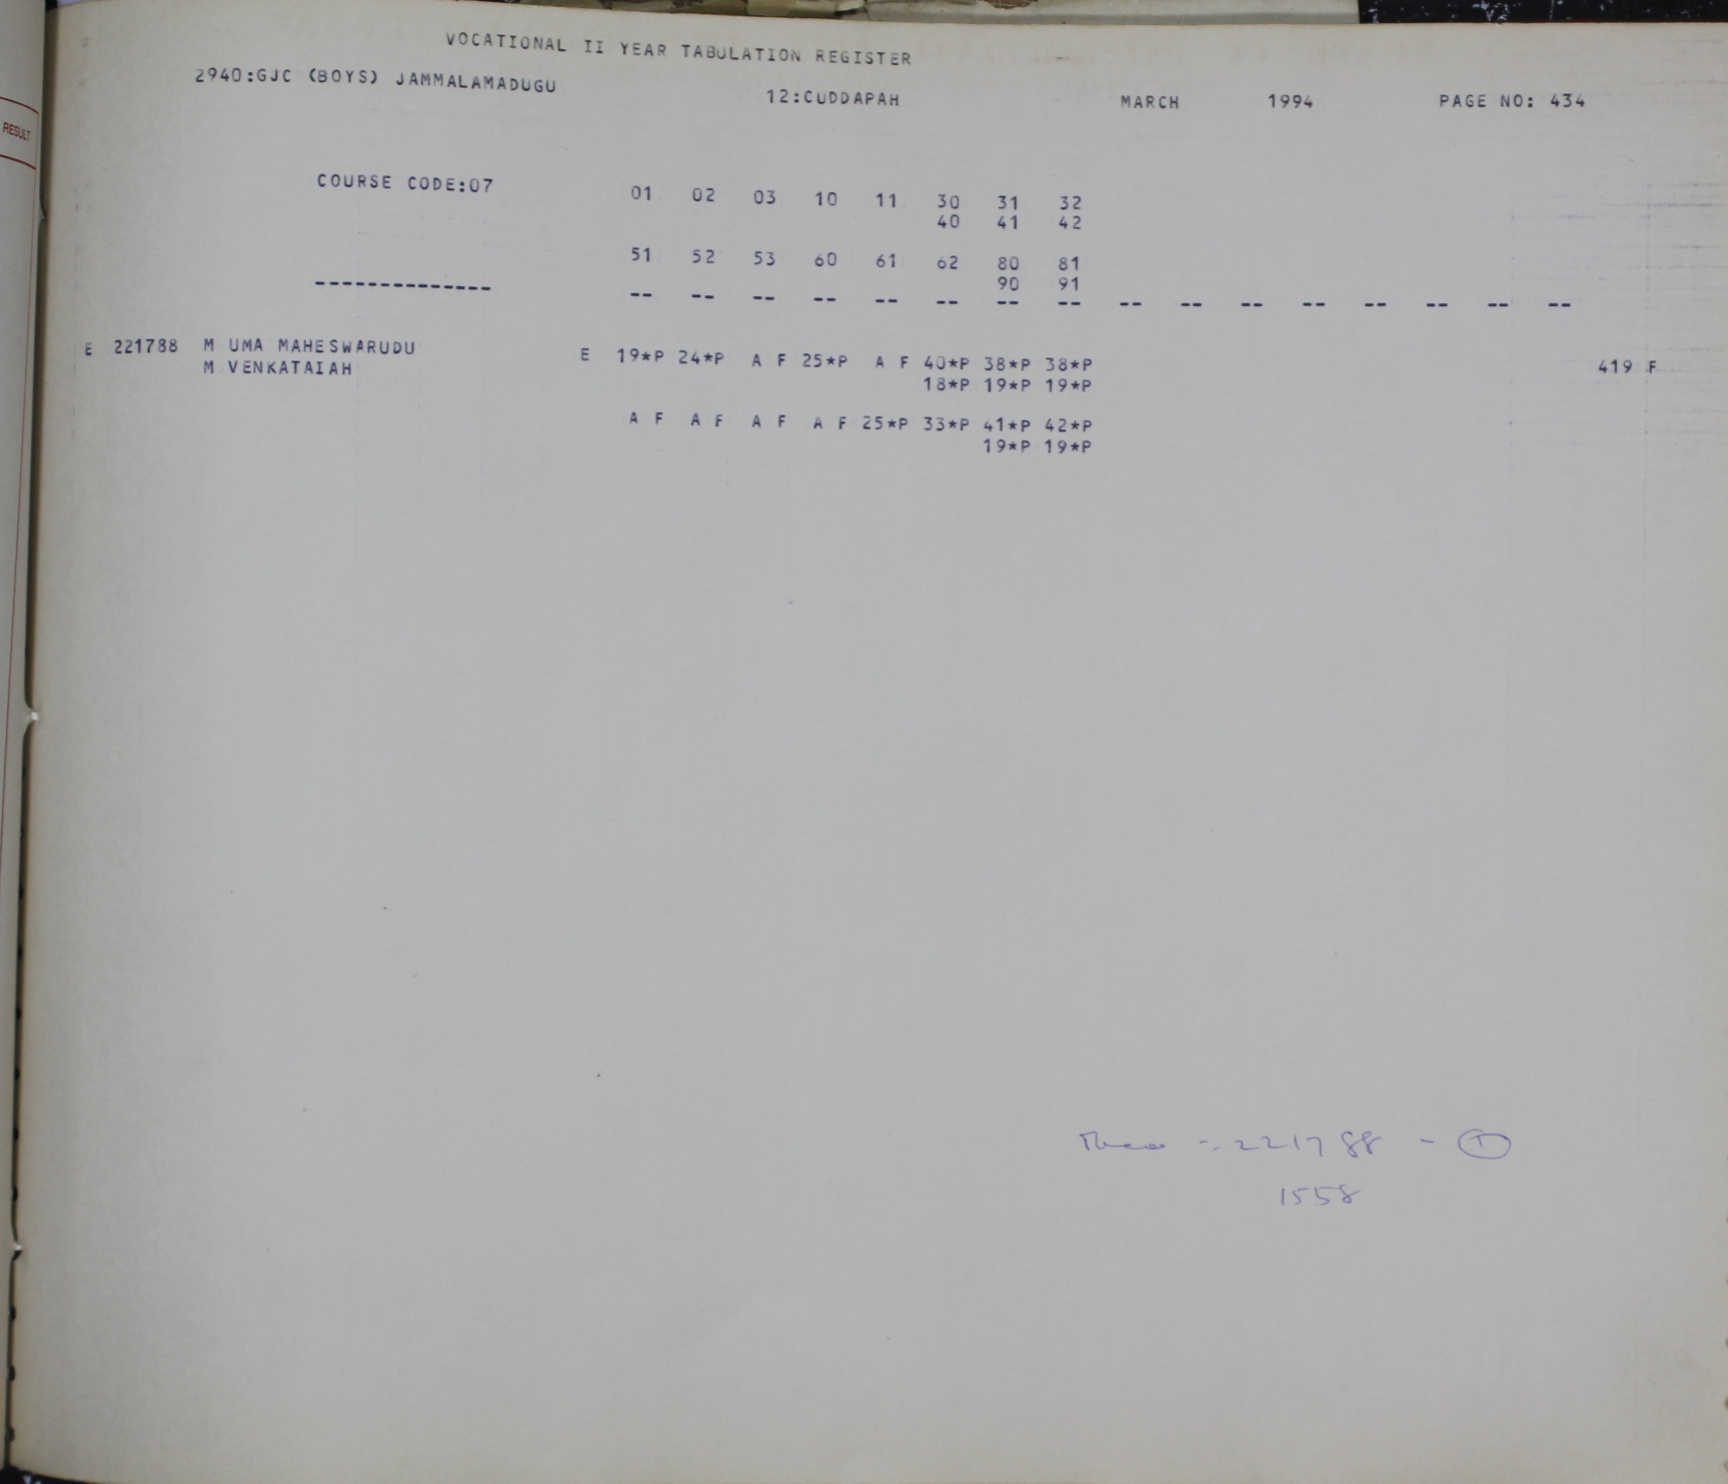 VOCATIONAL II YEAR TABULATION REGISTER
2940:GJC (BOYS) JAMMALAMADUGU 12:CUDDAPAH MARCH 1994 PAGE NO: 434
RESULT
COURSE CODE:07 01 02 03 10 11 30 31 32
40 41 42
51 52 53 60 61 62 80 81
90 91
-------------- -- -- -- -- -- -- -- -- -- -- -- -- -- -- -- --
E 221788 M UMA MAHESWARUDU E 19*P 24*P A F 25*P A F 40*P 38*P 38*P 419 F
M VENKATAIAH 18*P 19*P 19*P
A F A F A F A F 25*P 33*P 41*P 42*P
19*P 19*P
221788 - 1
1558